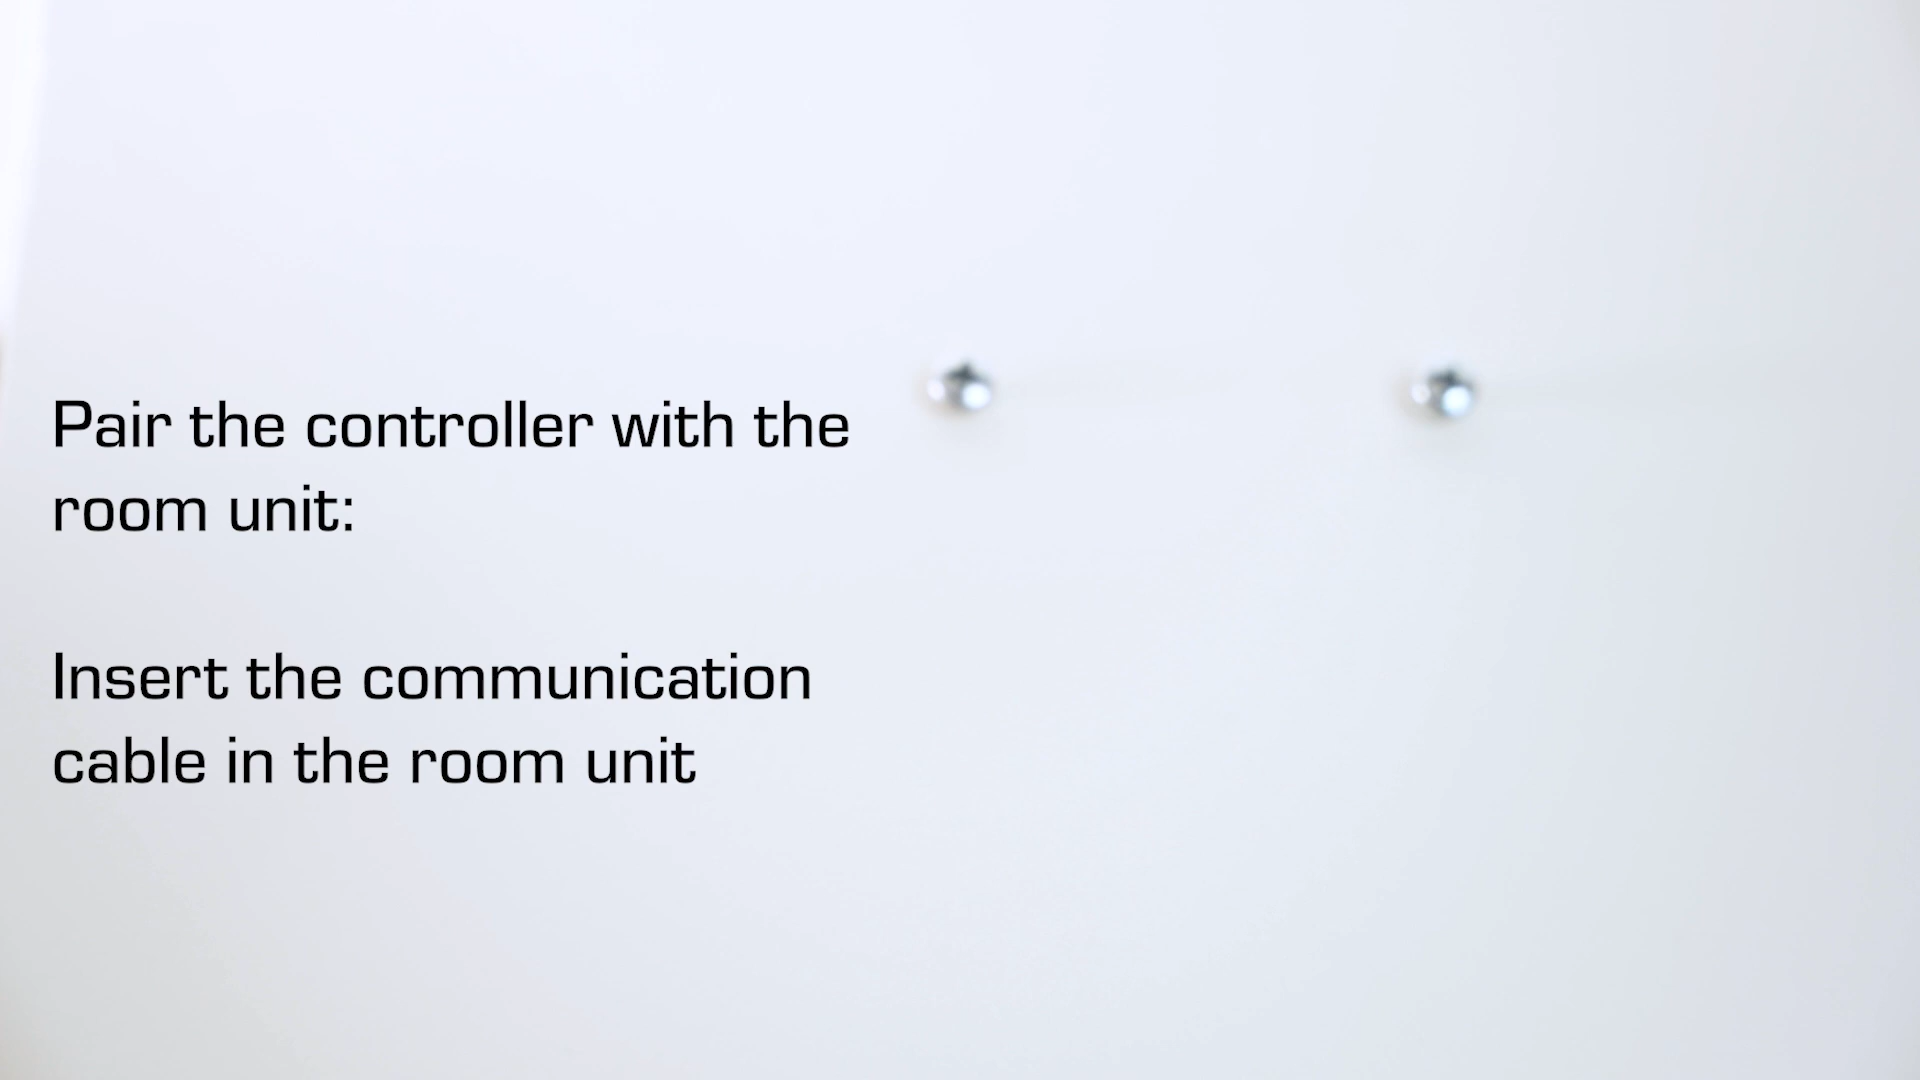 Pair the controller with the
room unit:
Insert the communication
cable in the room unit